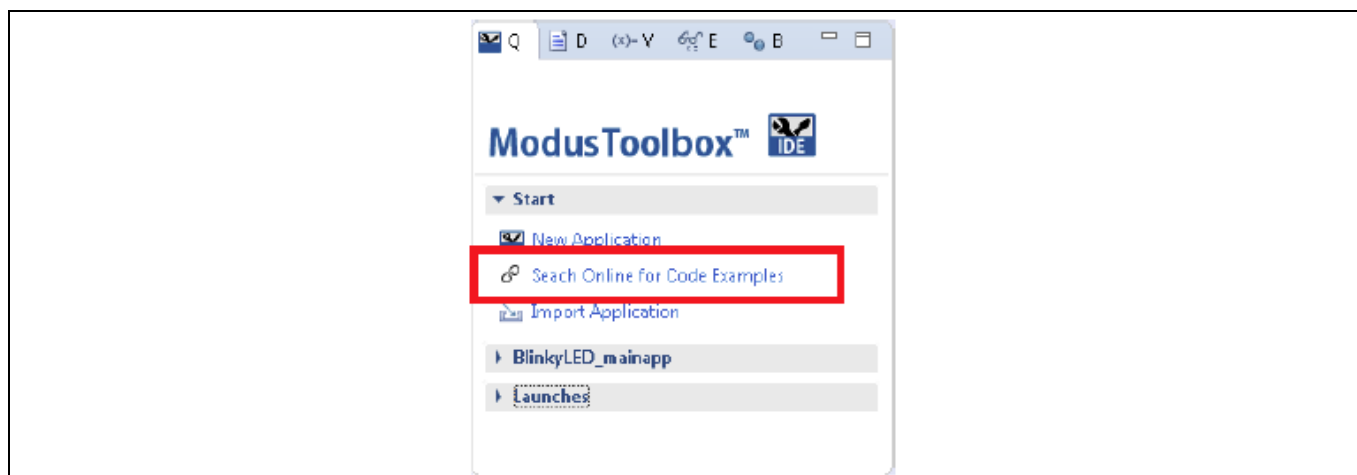 Q D (x)= V E B
ModusToolbox™ IDE
Start
New Application
Seach Online for Code Examples
Import Application
BlinkyLED_mainapp
Launches